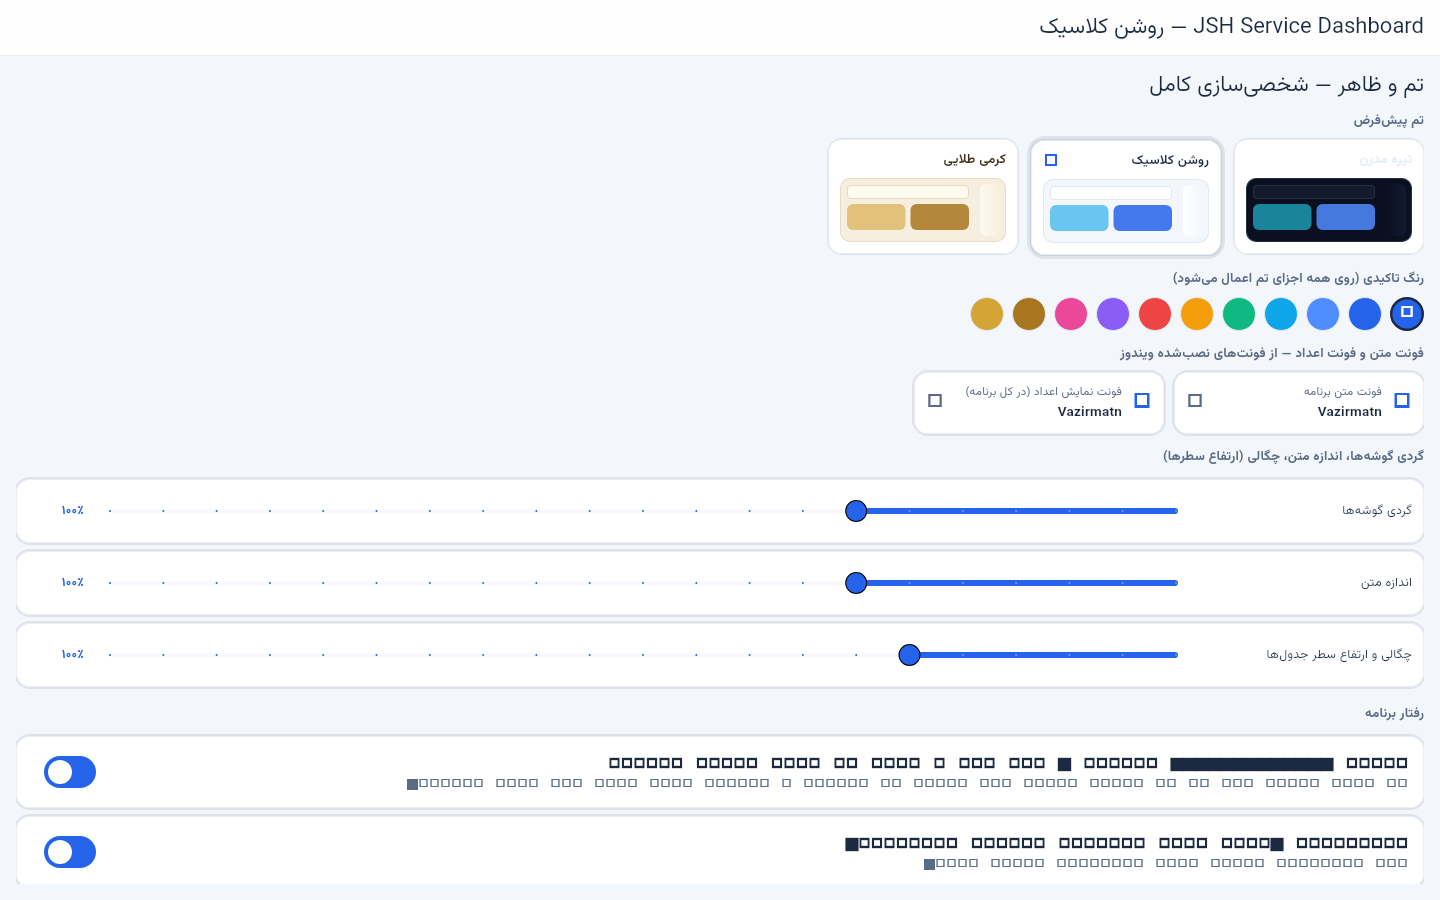 JSH Service Dashboard — روشن کلاسیک
تم و ظاهر — شخصی‌سازی کامل
تم پیش‌فرض
تیره مدرن
روشن کلاسیک
کرمی طلایی
رنگ تاکیدی (روی همه اجزای تم اعمال می‌شود)
فونت متن و فونت اعداد — از فونت‌های نصب‌شده ویندوز
فونت متن برنامه
Vazirmatn
فونت نمایش اعداد (در کل برنامه)
Vazirmatn
گردی گوشه‌ها، اندازه متن، چگالی (ارتفاع سطرها)
گردی گوشه‌ها
۱۰۰٪
اندازه متن
۱۰۰٪
چگالی و ارتفاع سطر جدول‌ها
۱۰۰٪
رفتار برنامه